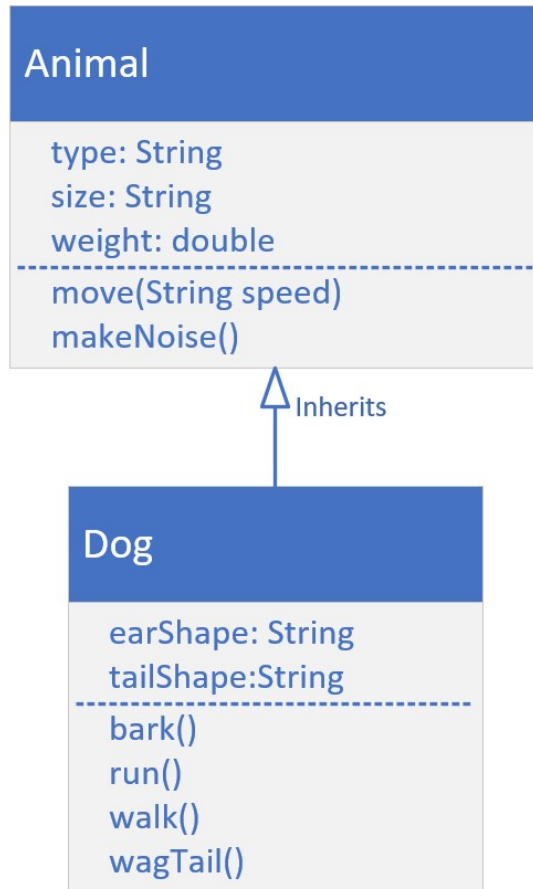 Animal
type: String
size: String
weight: double
move(String speed)
makeNoise()
Inherits
Dog
earShape: String
tailShape:String
bark()
run()
walk()
wagTail()